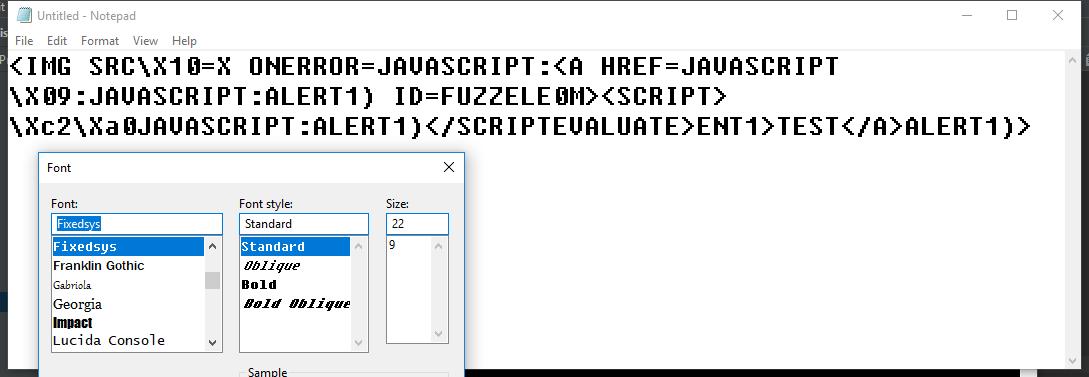 Untitled - Notepad
File Edit Format View Help
<IMG SRC\X10=X ONERROR=JAVASCRIPT:<A HREF=JAVASCRIPT
\X09:JAVASCRIPT:ALERT1) ID=FUZZELE0M><SCRIPT>
\Xc2\Xa0JAVASCRIPT:ALERT1)</SCRIPTEVALUATE>ENT1>TEST</A>ALERT1)>
Font
Font: Font style: Size:
Fixedsys Standard 22
Fixedsys Standard 9
Franklin Gothic Oblique
Gabriola Bold
Georgia Bold Oblique
Impact
Lucida Console
Sample